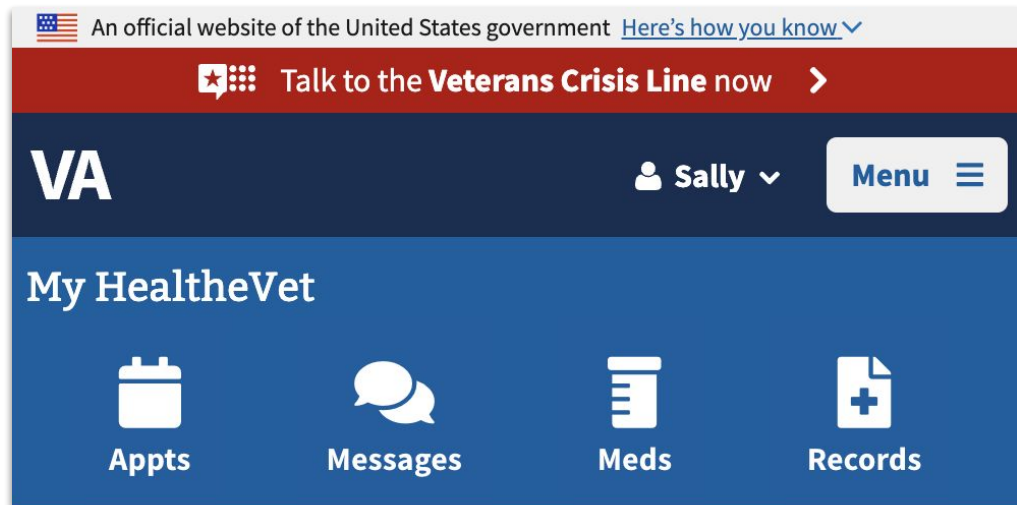 An official website of the United States government Here's how you know
Talk to the Veterans Crisis Line now
VA
Sally
Menu
My HealtheVet
Appts
Messages
Meds
Records